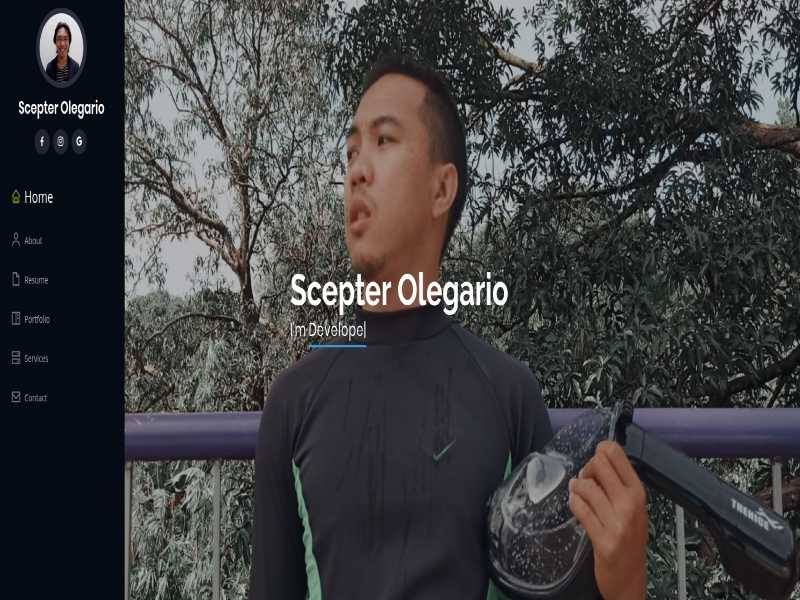 Scepter Olegario
Home
About
Resume
Portfolio
Services
Contact
Scepter Olegario
I'm Develope|
THENICE